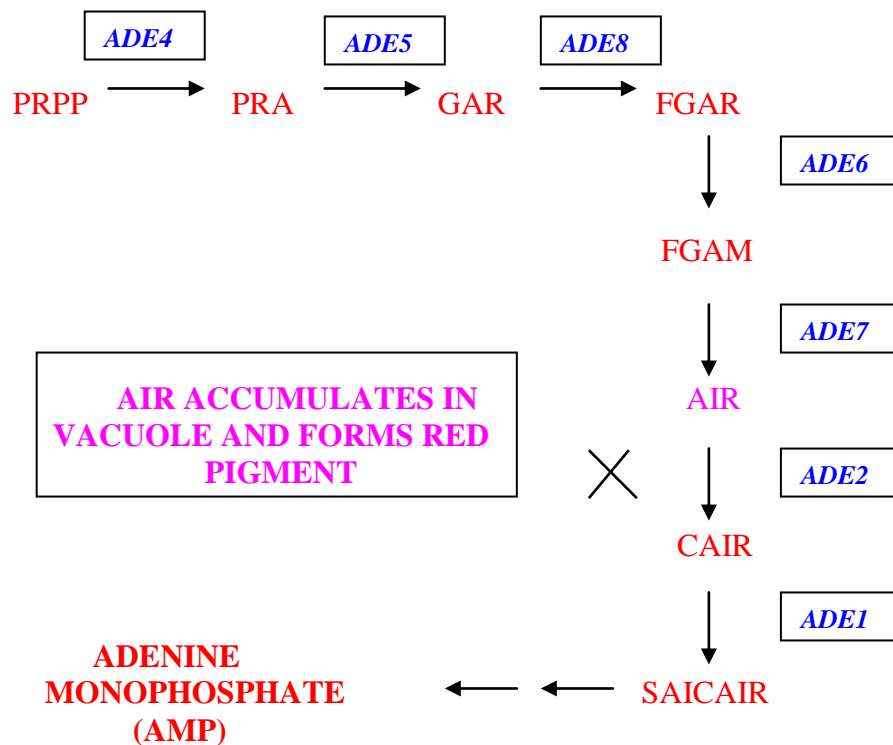 ADE4
ADE5
ADE8
PRPP
PRA
GAR
FGAR
ADE6
FGAM
ADE7
AIR ACCUMULATES IN
VACUOLE AND FORMS RED
PIGMENT
AIR
ADE2
CAIR
ADE1
ADENINE
MONOPHOSPHATE
(AMP)
SAICAIR